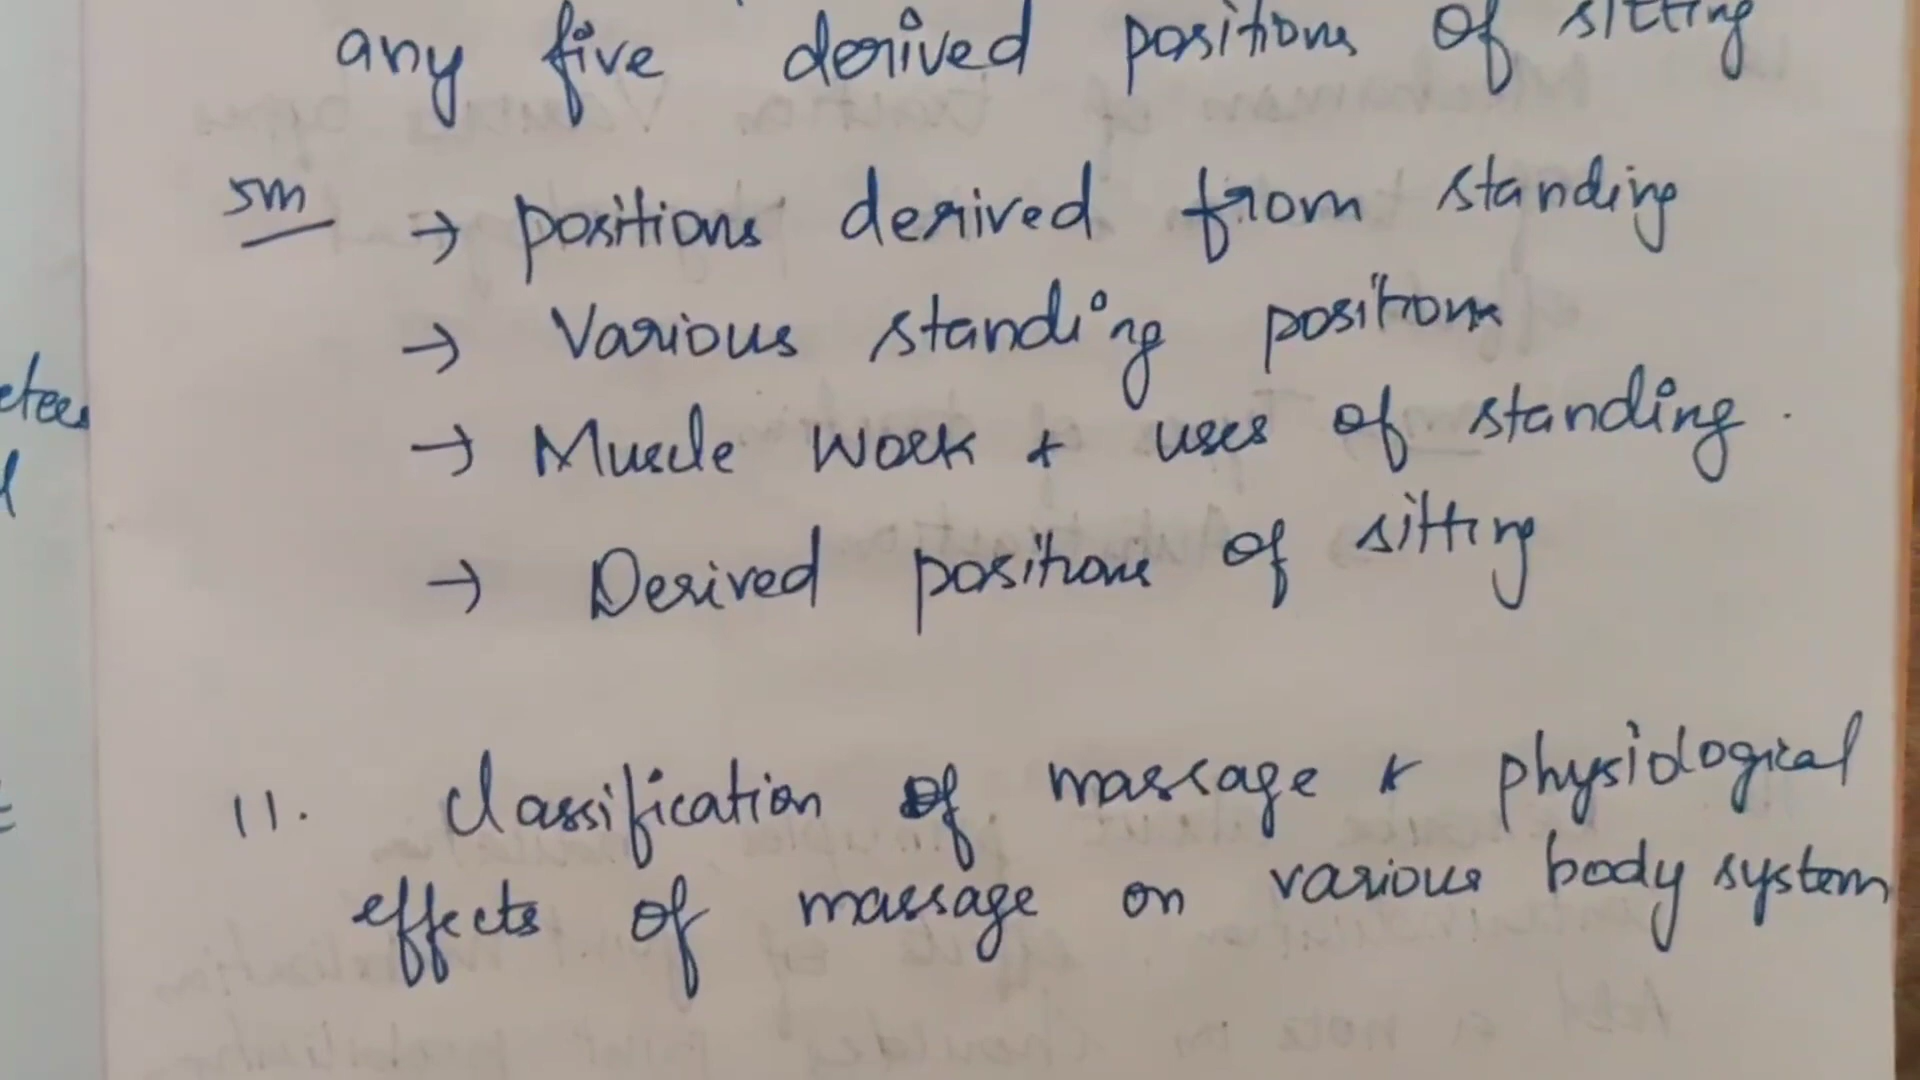 any five derived positions of sitting
5m → positions derived from standing
→ Various standing positions
→ Muscle work & uses of standing.
→ Derived positions of sitting
11. Classification of massage & physiological
effects of massage on various body system